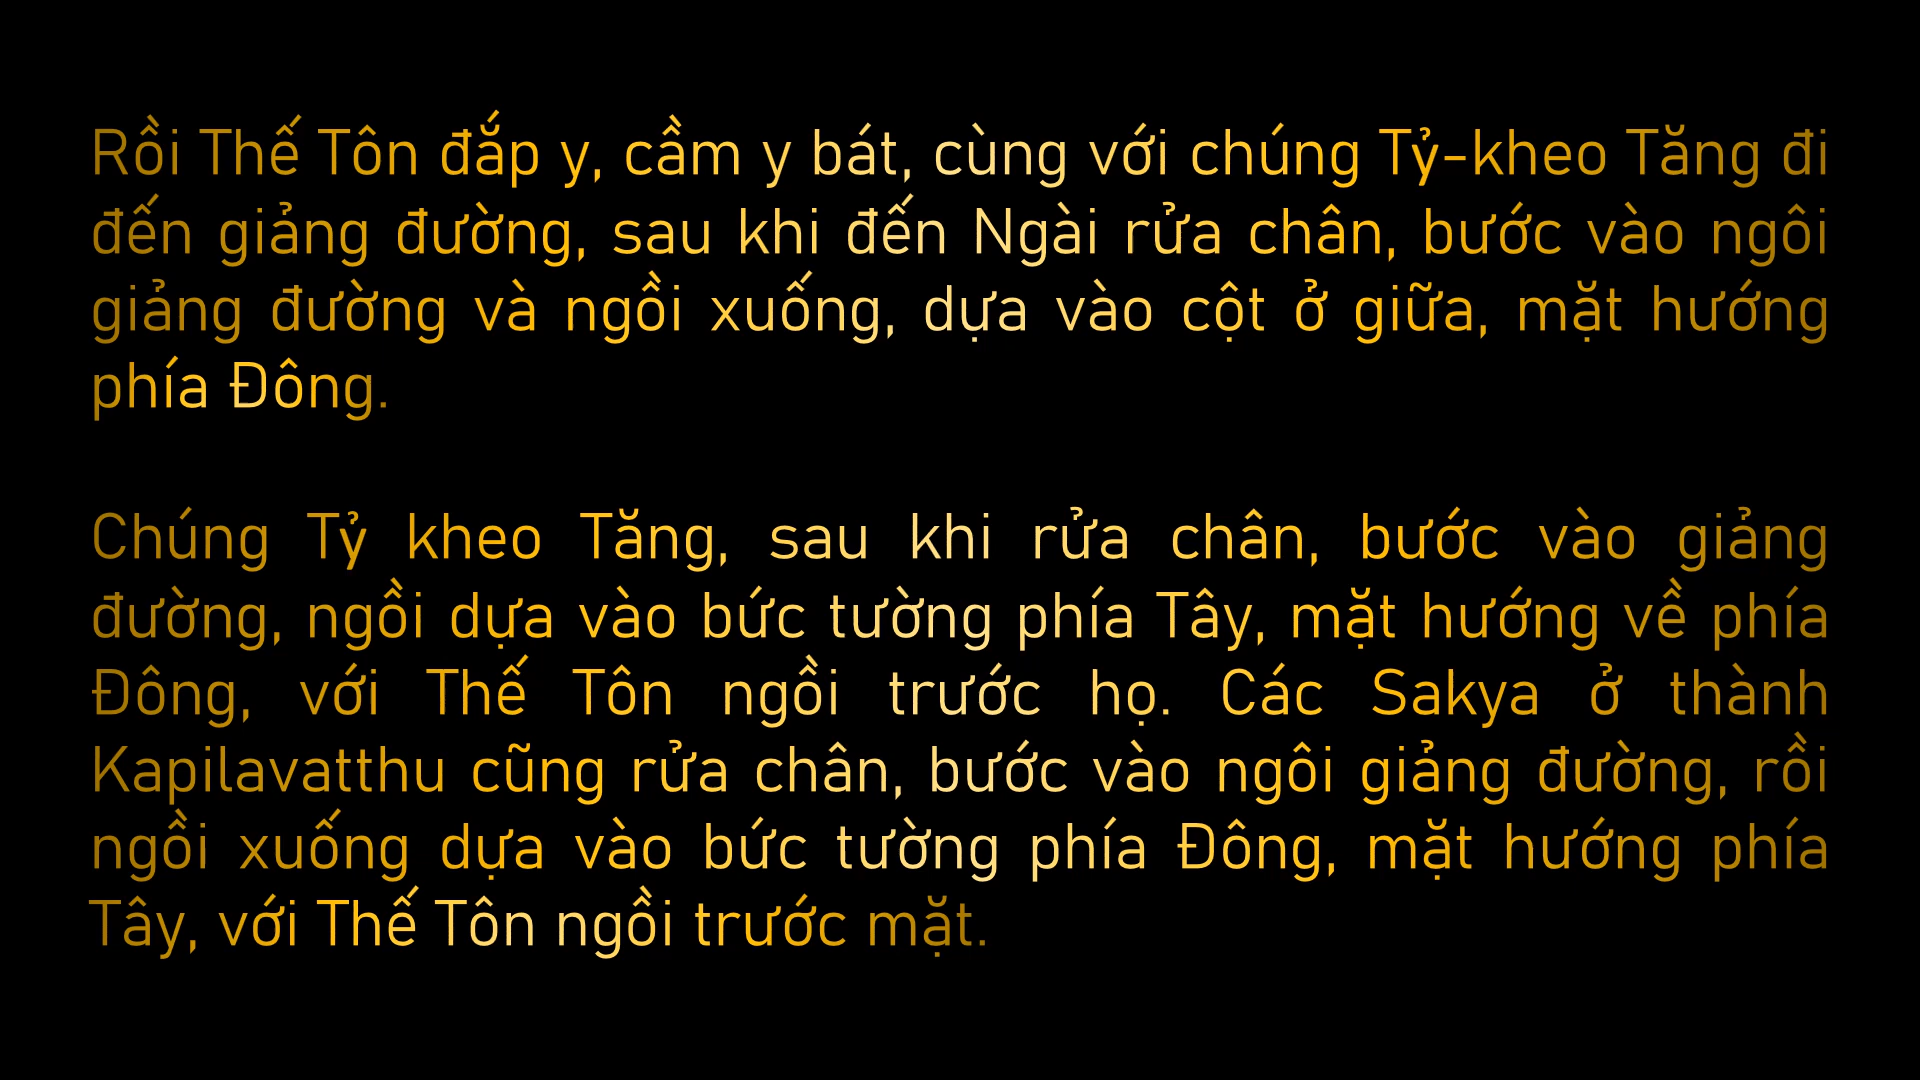 Rồi Thế Tôn đắp y, cầm y bát, cùng với chúng Tỷ-kheo Tăng đi
đến giảng đường, sau khi đến Ngài rửa chân, bước vào ngôi
giảng đường và ngồi xuống, dựa vào cột ở giữa, mặt hướng
phía Đông.
Chúng Tỷ kheo Tăng, sau khi rửa chân, bước vào giảng
đường, ngồi dựa vào bức tường phía Tây, mặt hướng về phía
Đông, với Thế Tôn ngồi trước họ. Các Sakya ở thành
Kapilavatthu cũng rửa chân, bước vào ngôi giảng đường, rồi
ngồi xuống dựa vào bức tường phía Đông, mặt hướng phía
Tây, với Thế Tôn ngồi trước mặt.